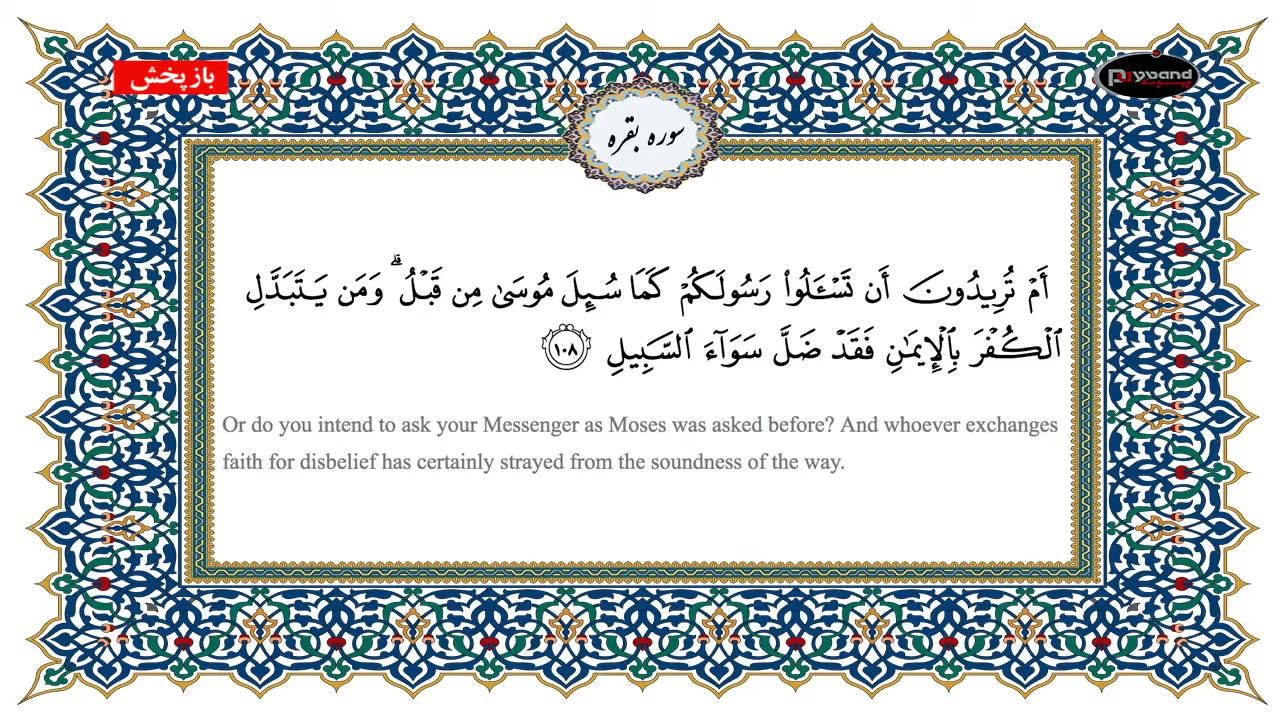 باز پخش
Payvand
سوره بقره
أَمْ تُرِيدُونَ أَن تَسْـَٔلُوا۟ رَسُولَكُمْ كَمَا سُئِلَ مُوسَىٰ مِن قَبْلُ ۗ وَمَن يَتَبَدَّلِ
ٱلْكُفْرَ بِٱلْإِيمَـٰنِ فَقَدْ ضَلَّ سَوَآءَ ٱلسَّبِيلِ ١٠٨
Or do you intend to ask your Messenger as Moses was asked before? And whoever exchanges
faith for disbelief has certainly strayed from the soundness of the way.